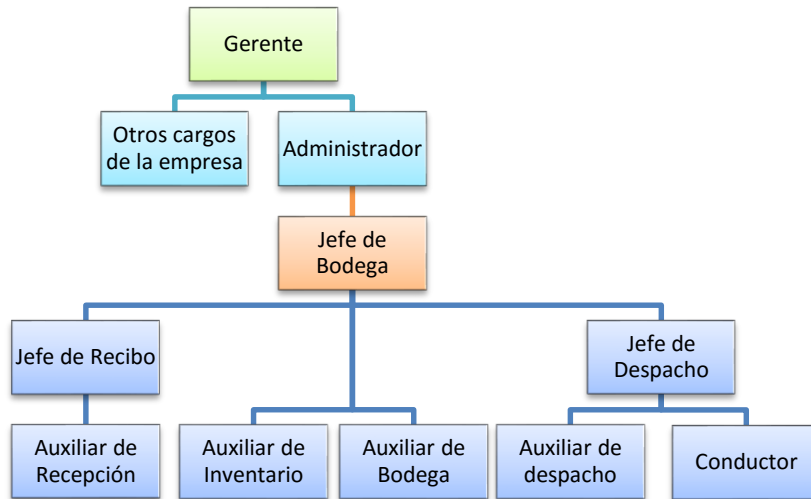 Gerente
Otros cargos
de la empresa
Administrador
Jefe de
Bodega
Jefe de Recibo
Jefe de
Despacho
Auxiliar de
Recepción
Auxiliar de
Inventario
Auxiliar de
Bodega
Auxiliar de
despacho
Conductor